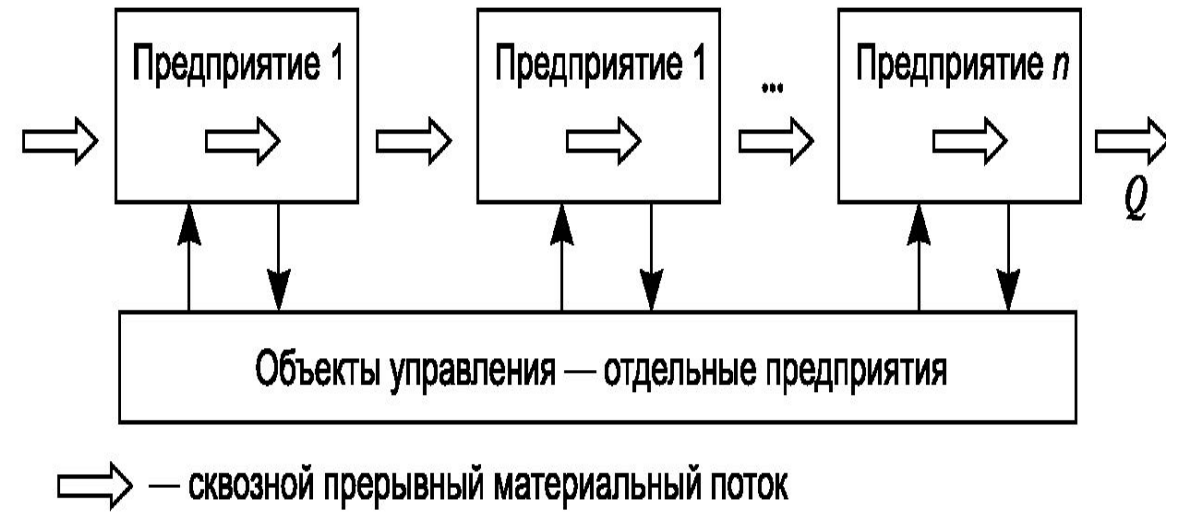 Предприятие 1
Предприятие 1
...
Предприятие n
Q
Объекты управления — отдельные предприятия
— сквозной прерывный материальный поток